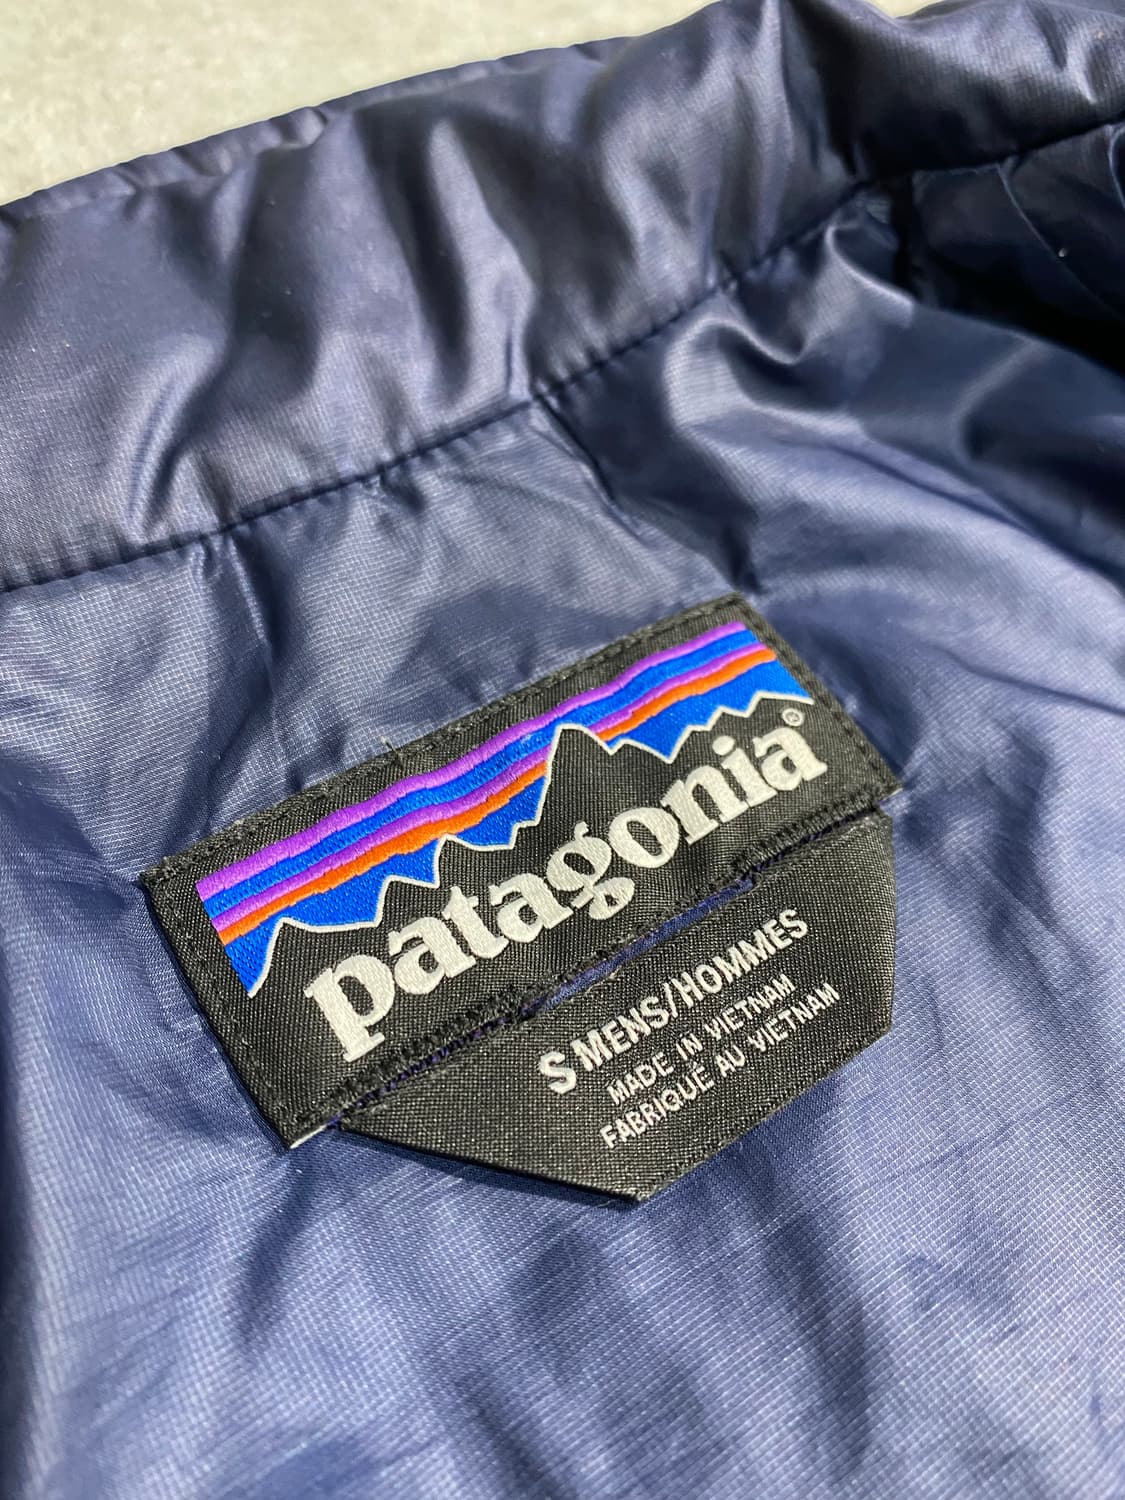 patagonia®
S MENS/HOMMES
MADE IN VIETNAM
FABRIQUÉ AU VIETNAM